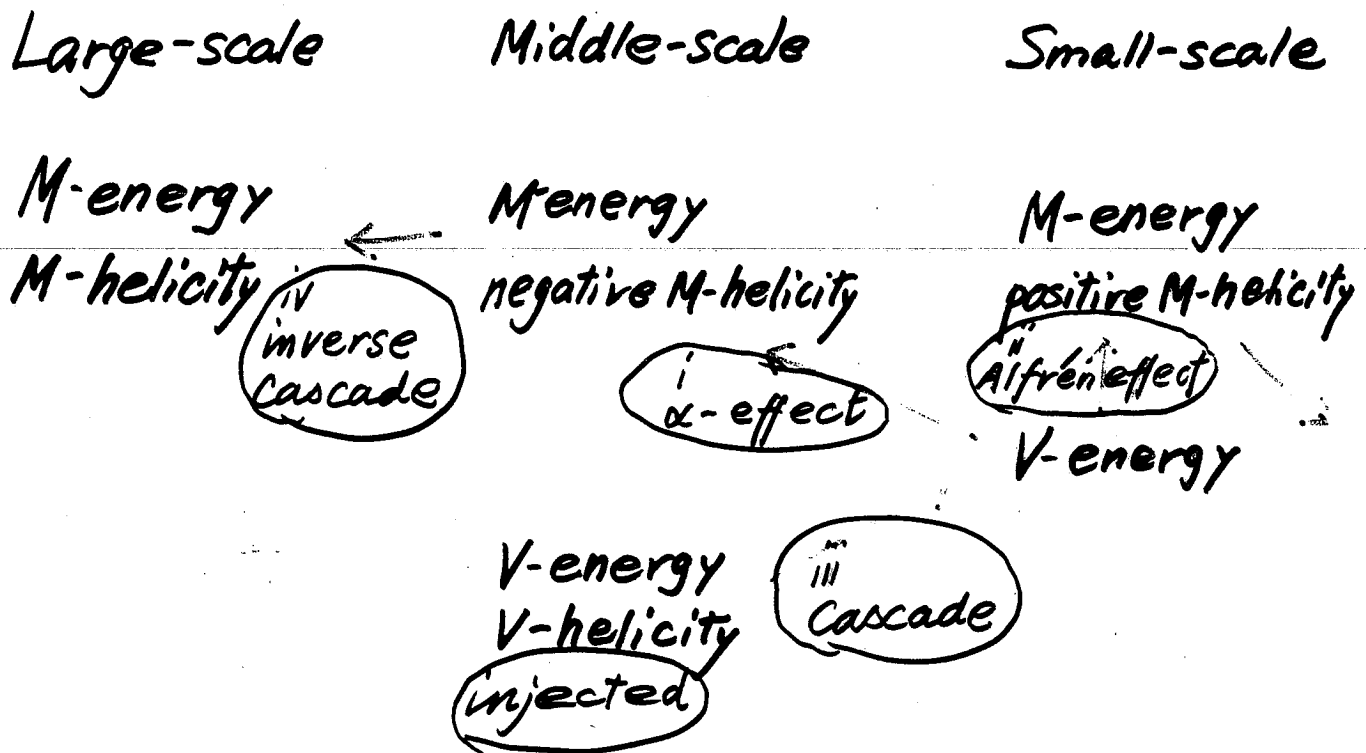 Large-scale Middle-scale Small-scale
M-energy M-energy M-energy
M-helicity negative M-helicity positive M-helicity
iv
inverse
cascade
i
α-effect
ii
Alfrén effect
V-energy
V-energy
V-helicity
injected
iii
Cascade